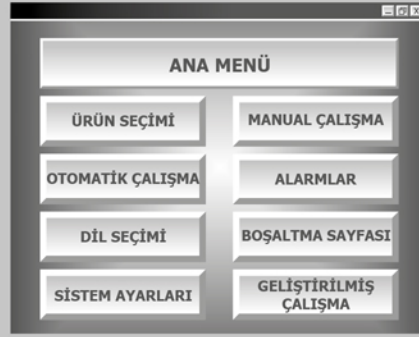 ANA MENÜ
ÜRÜN SEÇİMİ
MANUAL ÇALIŞMA
OTOMATİK ÇALIŞMA
ALARMLAR
DİL SEÇİMİ
BOŞALTMA SAYFASI
SİSTEM AYARLARI
GELİŞTİRİLMİŞ
ÇALIŞMA